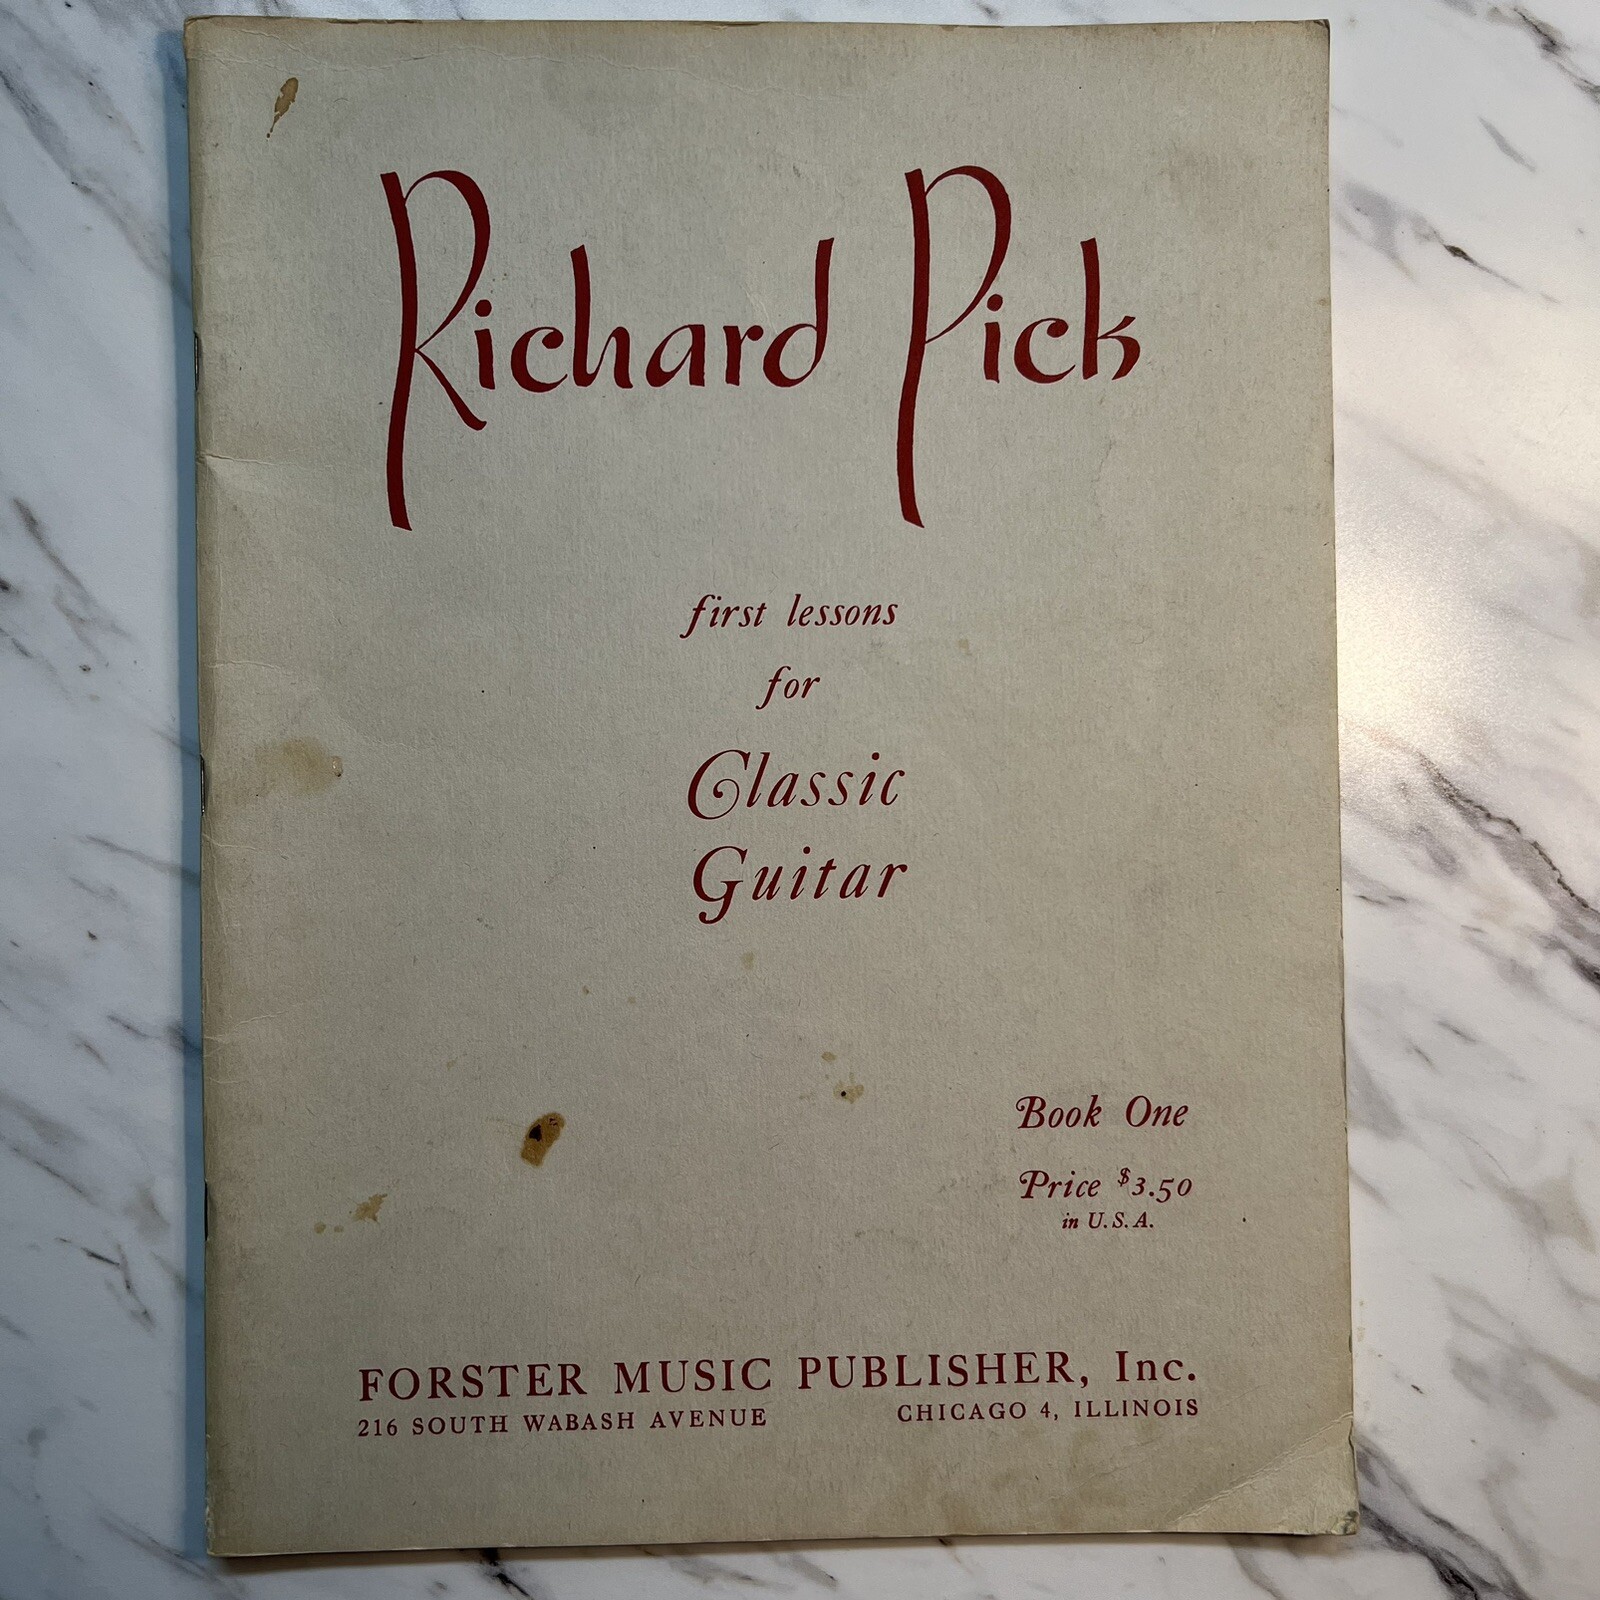 Richard Pick
first lessons
for
Classic
Guitar
Book One
Price $3.50
in U.S.A.
FORSTER MUSIC PUBLISHER, Inc.
216 SOUTH WABASH AVENUE CHICAGO 4, ILLINOIS